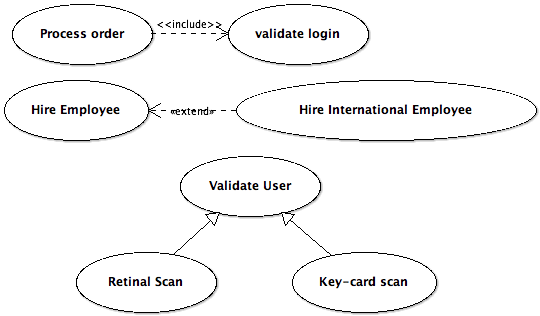 Process order
<<include>>
validate login
Hire Employee
«extend»
Hire International Employee
Validate User
Retinal Scan
Key-card scan